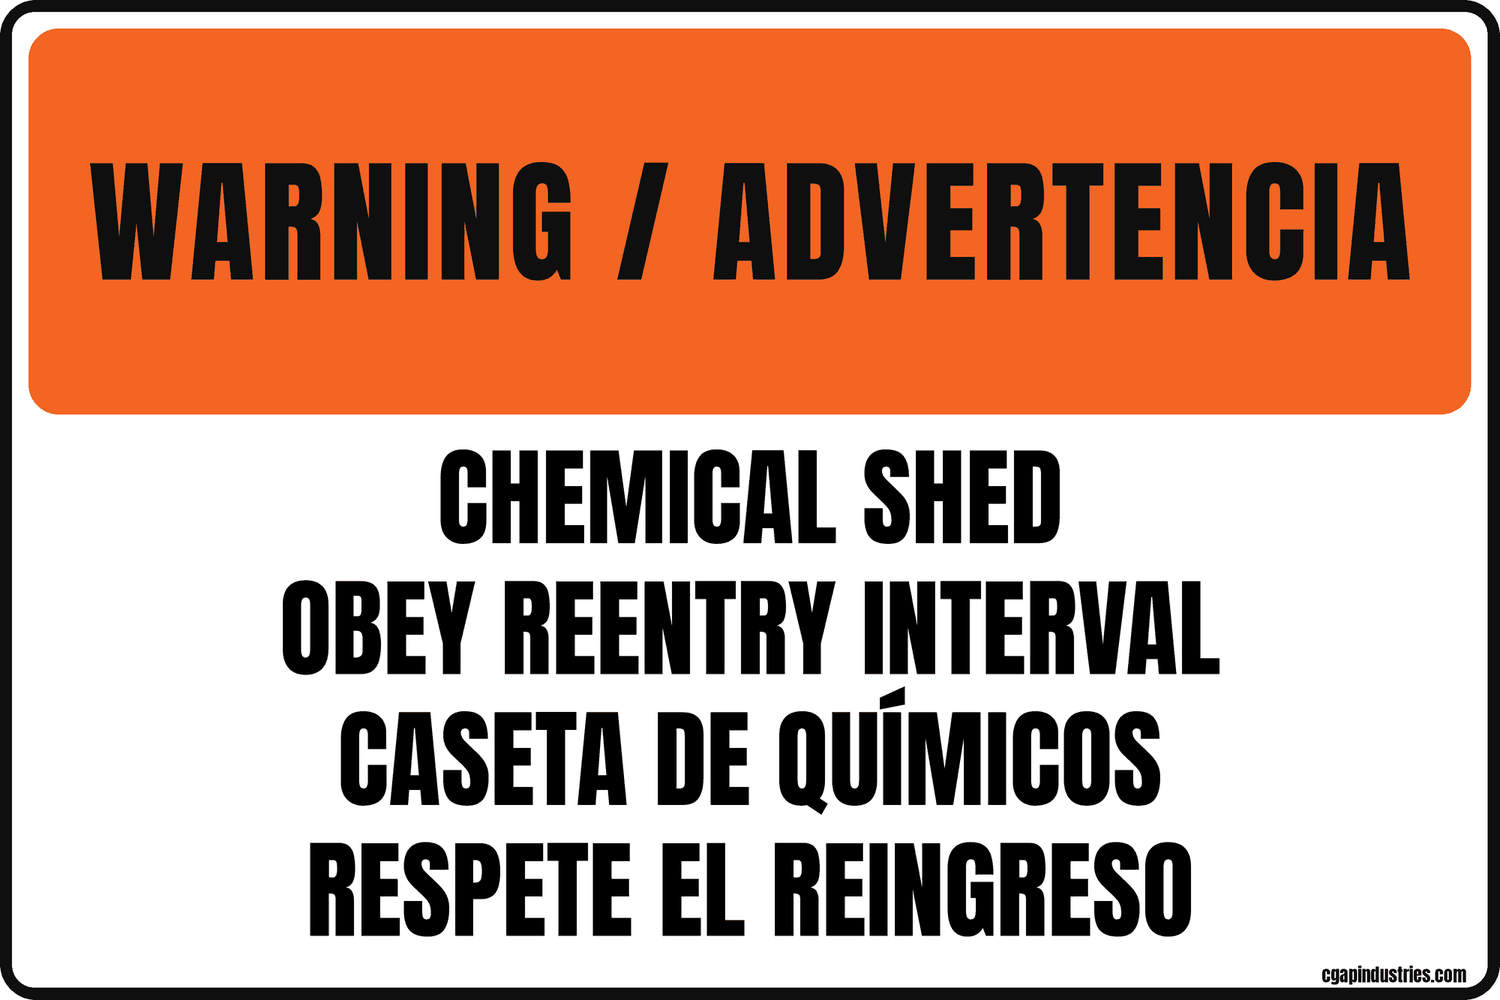 WARNING / ADVERTENCIA
CHEMICAL SHED
OBEY REENTRY INTERVAL
CASETA DE QUÍMICOS
RESPETE EL REINGRESO
cgapindustries.com